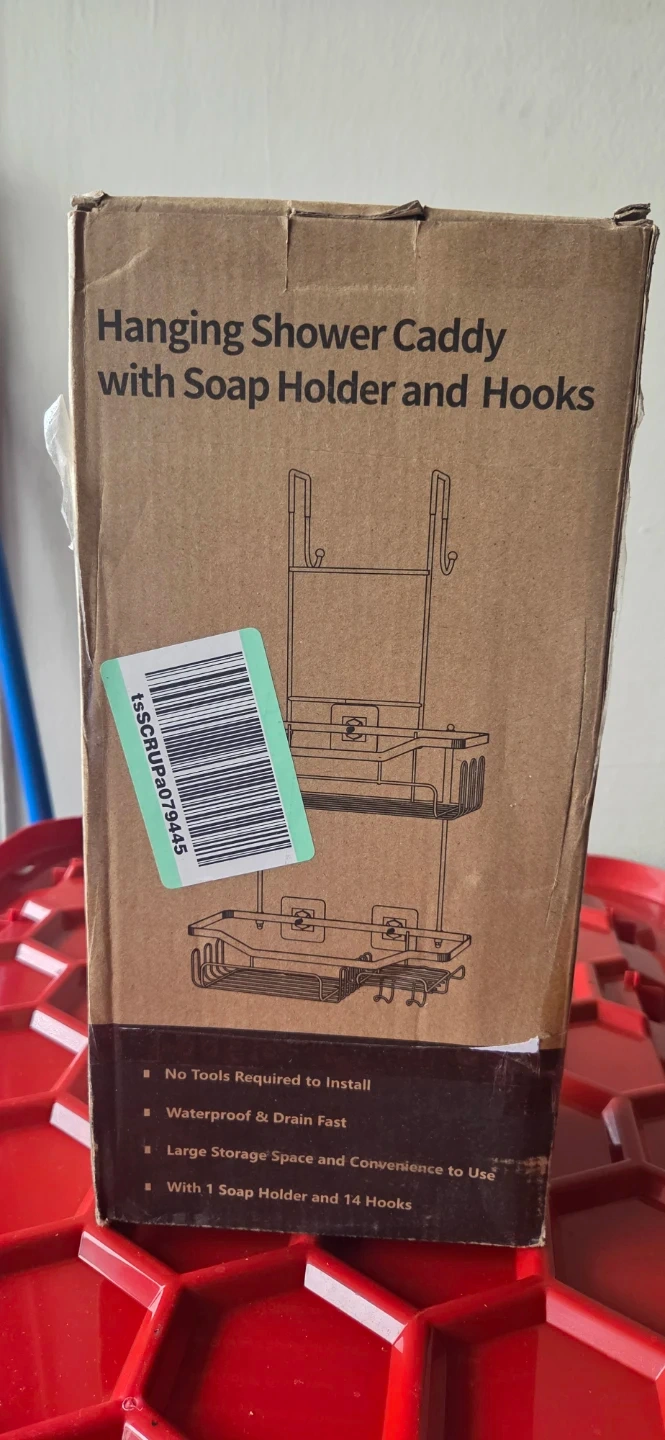 Hanging Shower Caddy
with Soap Holder and Hooks
tsSCRUPa079445
No Tools Required to Install
Waterproof & Drain Fast
Large Storage Space and Convenience to Use
With 1 Soap Holder and 14 Hooks